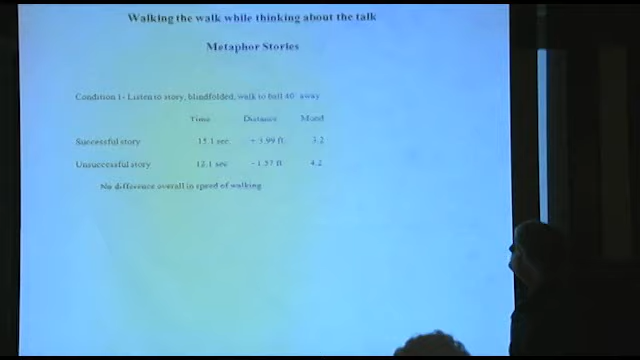 Walking the walk while thinking about the talk
Metaphor Stories
Condition 1- Listen to story, blindfolded, walk to ball 40' away
Time Distance Mood
Successful story 15.1 sec. + 3.99 ft. 3.2
Unsuccessful story 12.1 sec. - 1.57 ft 4.2
No difference overall in speed of walking